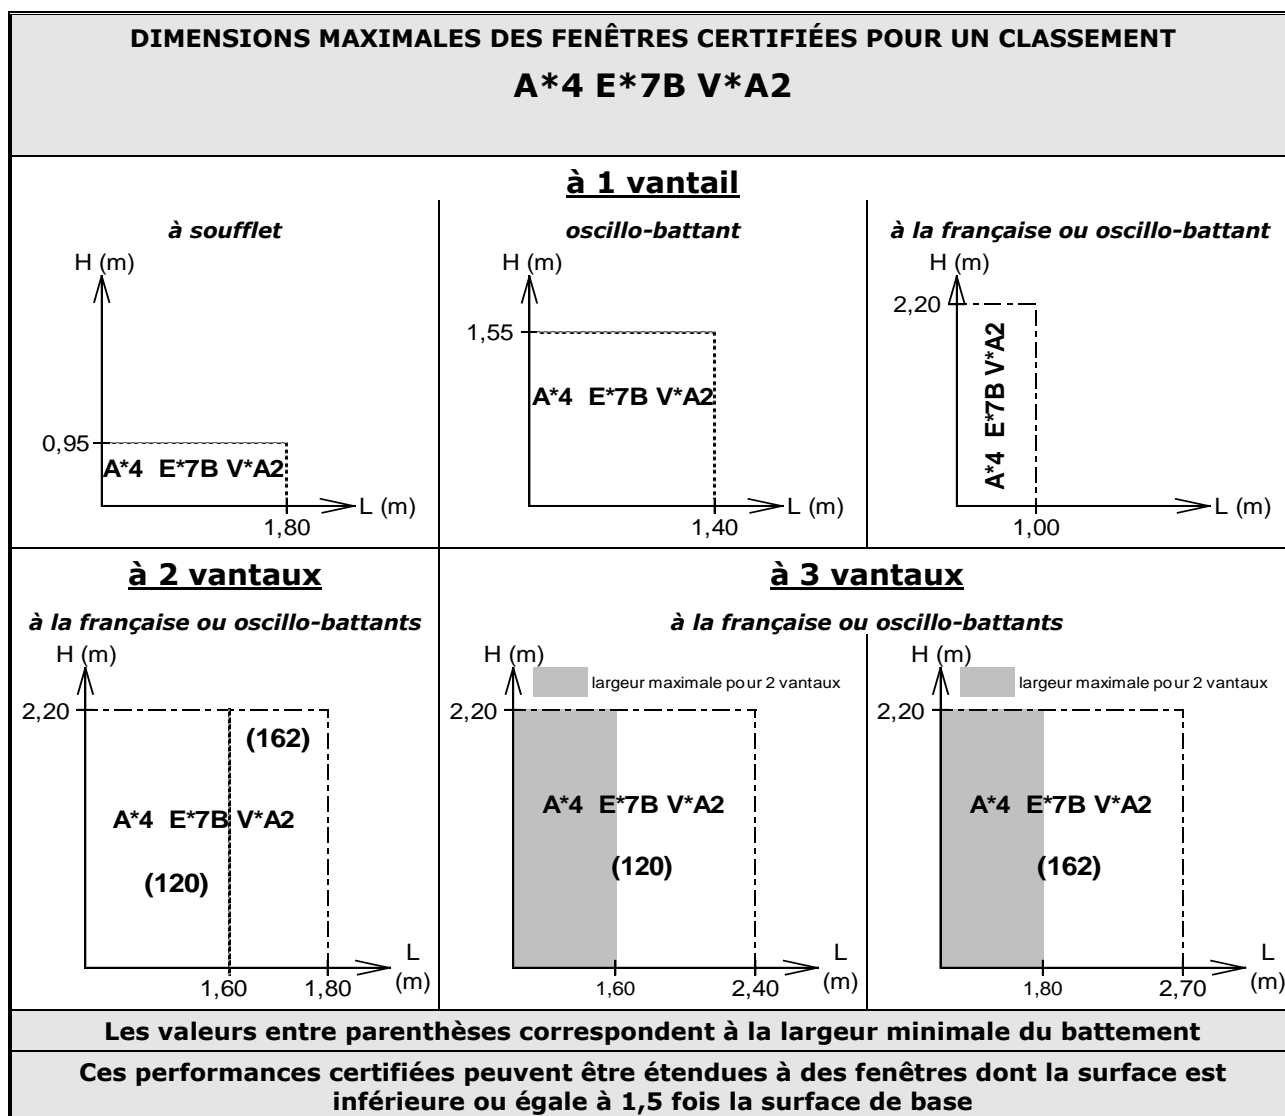 DIMENSIONS MAXIMALES DES FENÊTRES CERTIFIÉES POUR UN CLASSEMENT
A*4 E*7B V*A2
à 1 vantail
à soufflet
H (m)
0,95
A*4 E*7B V*A2
L (m)
1,80
oscillo-battant
H (m)
1,55
A*4 E*7B V*A2
L (m)
1,40
à la française ou oscillo-battant
H (m)
2,20
A*4 E*7B V*A2
L (m)
1,00
à 2 vantaux
à la française ou oscillo-battants
H (m)
2,20
(162)
A*4 E*7B V*A2
(120)
L
(m)
1,60
1,80
à 3 vantaux
à la française ou oscillo-battants
H (m)
largeur maximale pour 2 vantaux
2,20
A*4 E*7B V*A2
(120)
L
(m)
1,60
2,40
H (m)
largeur maximale pour 2 vantaux
2,20
A*4 E*7B V*A2
(162)
L
(m)
1,80
2,70
Les valeurs entre parenthèses correspondent à la largeur minimale du battement
Ces performances certifiées peuvent être étendues à des fenêtres dont la surface est
inférieure ou égale à 1,5 fois la surface de base